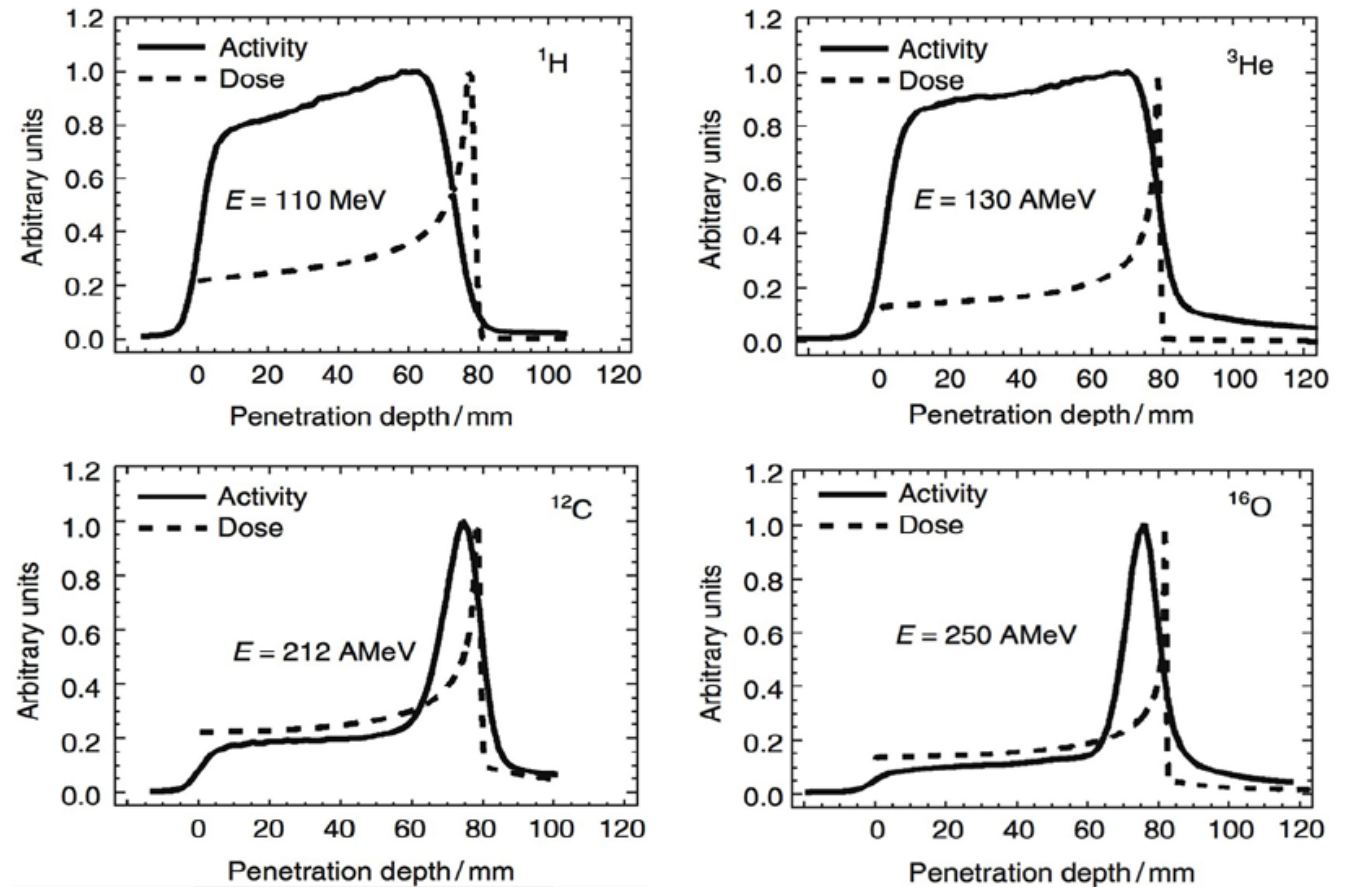 1.2
1.0
0.8
0.6
0.4
0.2
0.0
Arbitrary units
Activity
Dose
¹H
E = 110 MeV
0 20 40 60 80 100 120
Penetration depth / mm
1.2
1.0
0.8
0.6
0.4
0.2
0.0
Arbitrary units
Activity
Dose
³He
E = 130 AMeV
0 20 40 60 80 100 120
Penetration depth / mm
1.2
1.0
0.8
0.6
0.4
0.2
0.0
Arbitrary units
Activity
Dose
¹²C
E = 212 AMeV
0 20 40 60 80 100 120
Penetration depth / mm
1.2
1.0
0.8
0.6
0.4
0.2
0.0
Arbitrary units
Activity
Dose
¹⁶O
E = 250 AMeV
0 20 40 60 80 100 120
Penetration depth / mm